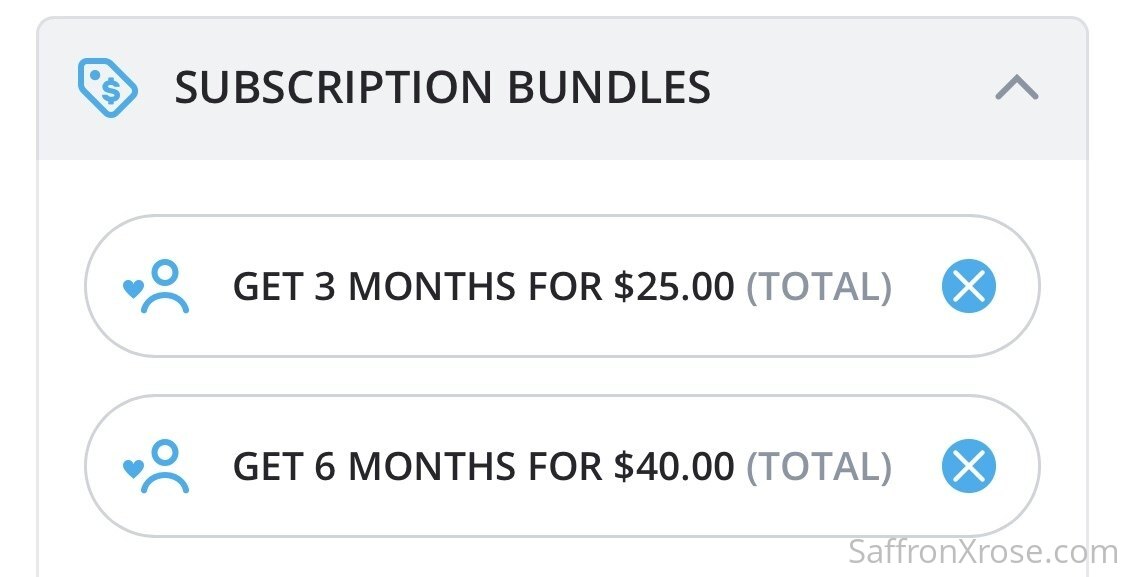 SUBSCRIPTION BUNDLES
GET 3 MONTHS FOR $25.00 (TOTAL)
GET 6 MONTHS FOR $40.00 (TOTAL)
SaffronXrose.com